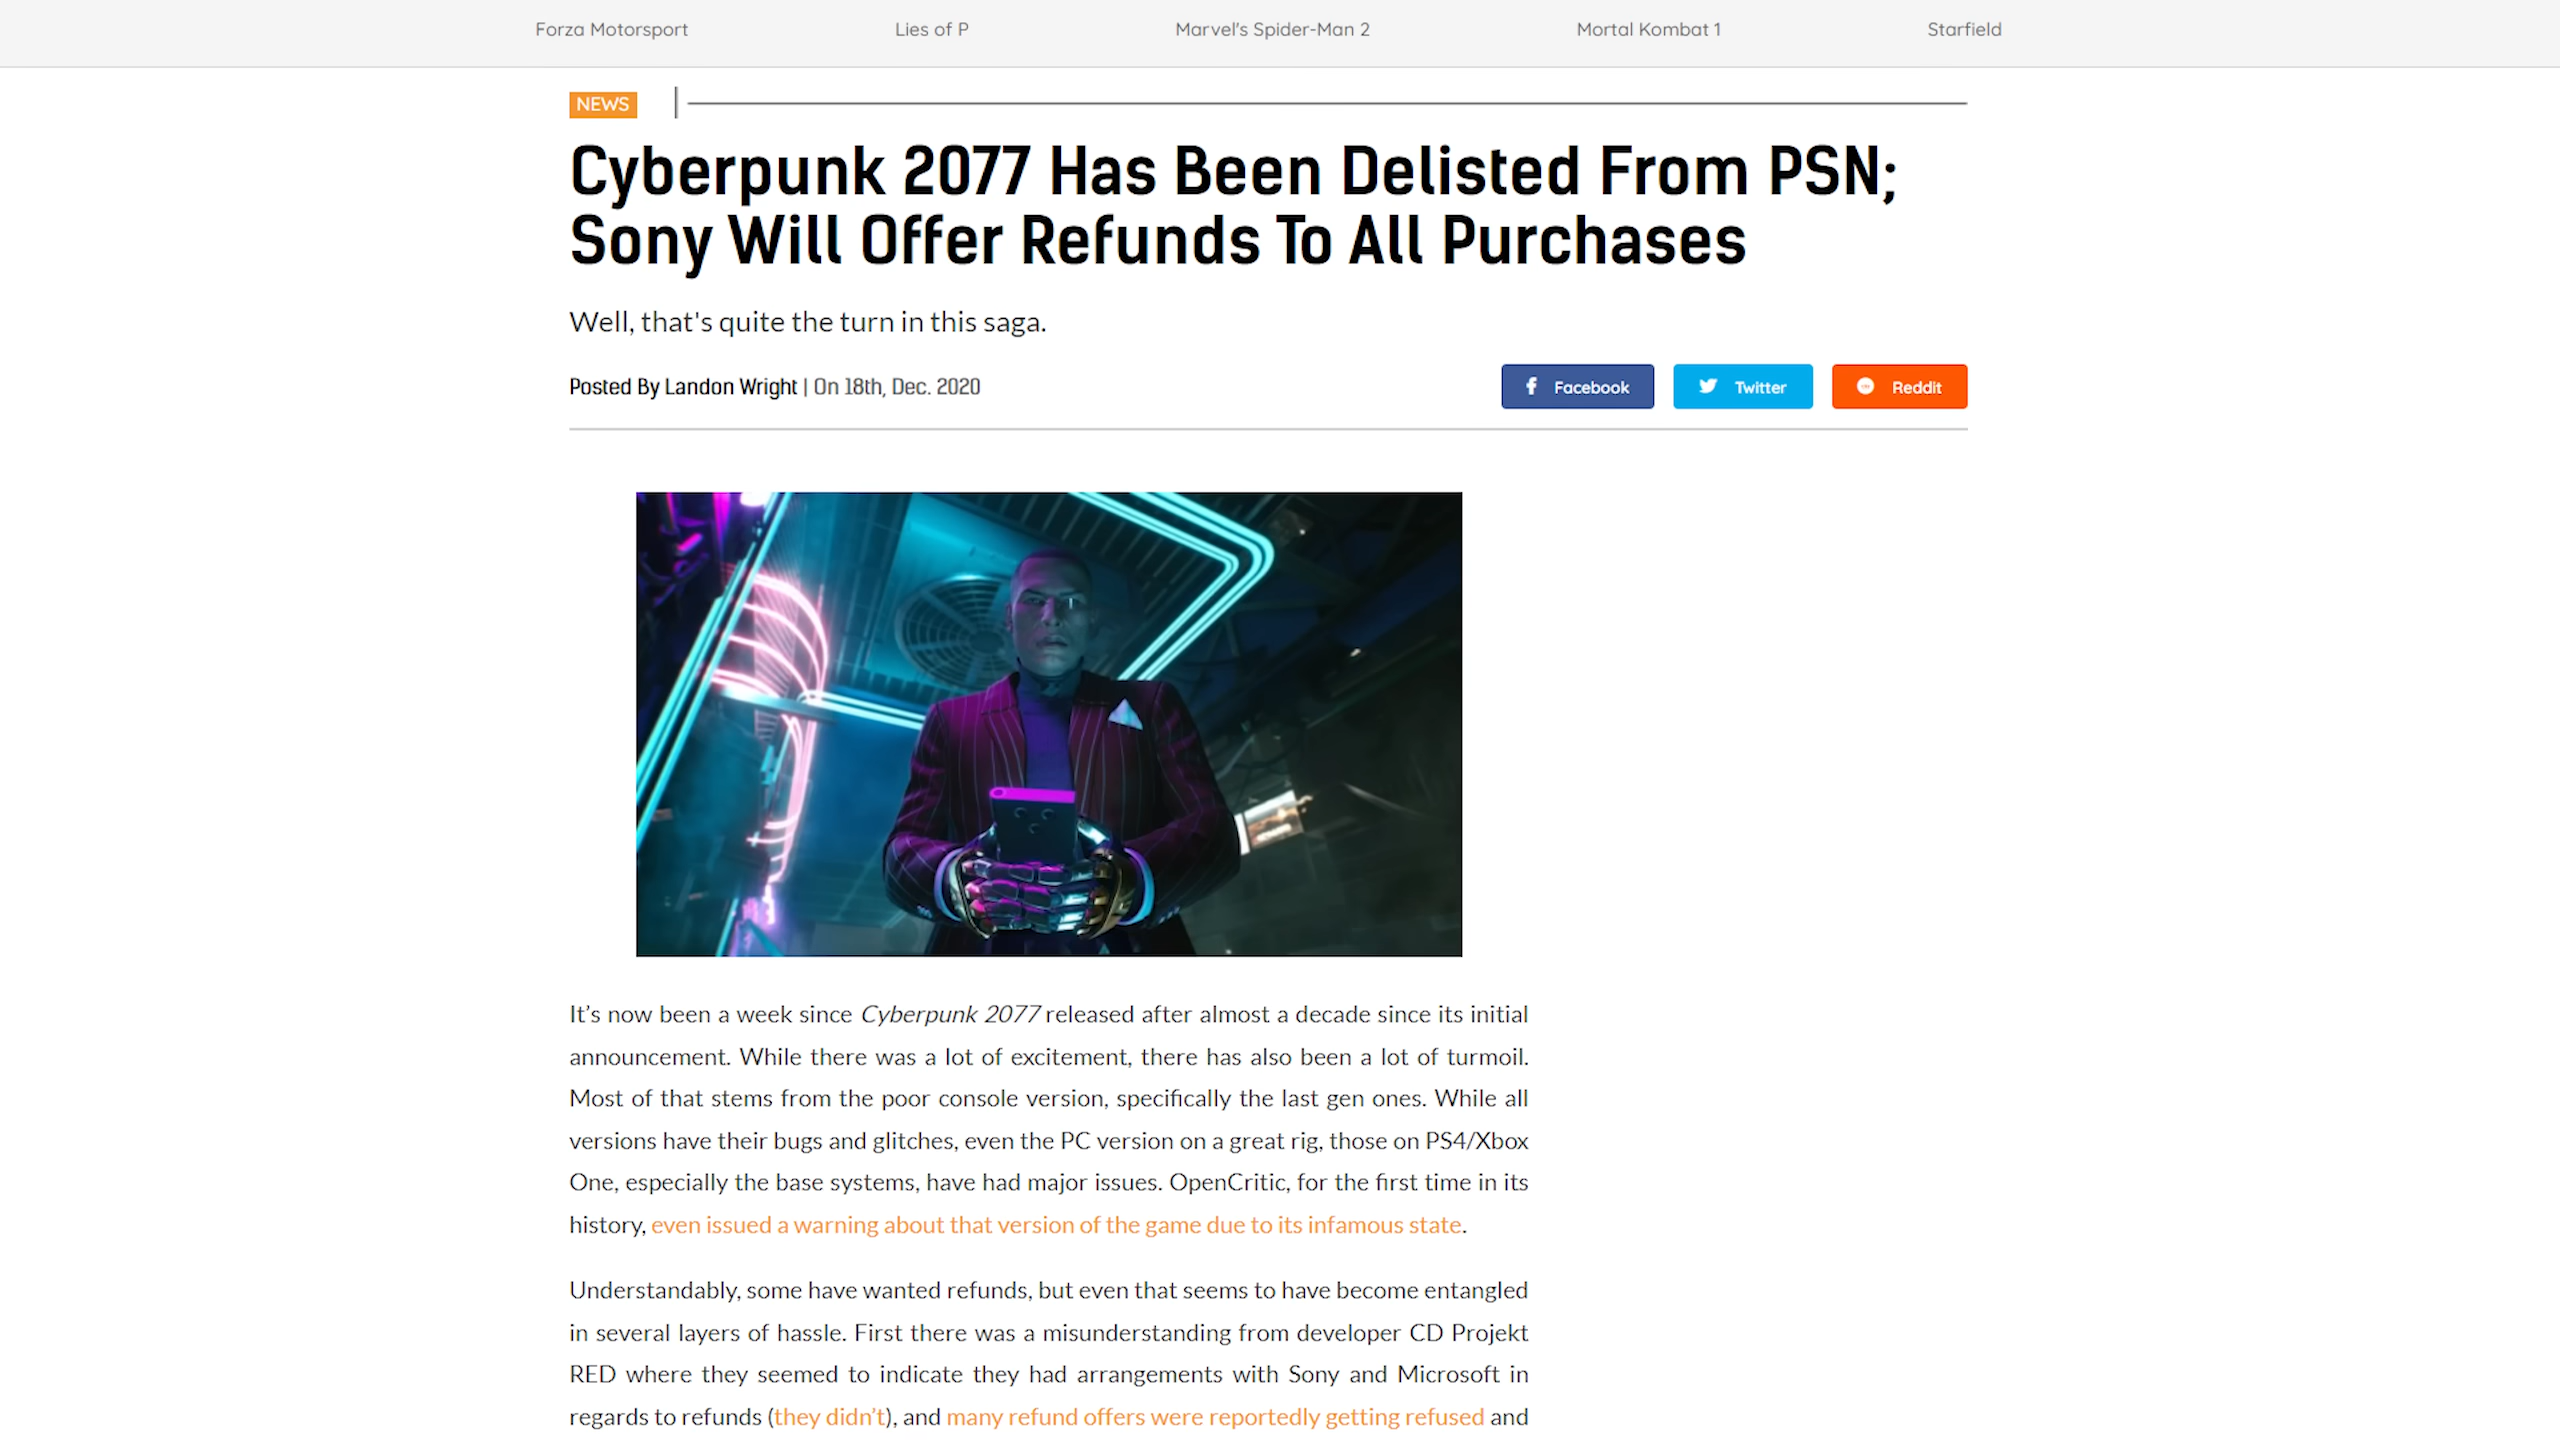 Forza Motorsport Lies of P Marvel's Spider-Man 2 Mortal Kombat 1 Starfield
NEWS
Cyberpunk 2077 Has Been Delisted From PSN;
Sony Will Offer Refunds To All Purchases
Well, that's quite the turn in this saga.
Posted By Landon Wright | On 18th, Dec. 2020
Facebook Twitter Reddit
It’s now been a week since Cyberpunk 2077 released after almost a decade since its initial
announcement. While there was a lot of excitement, there has also been a lot of turmoil.
Most of that stems from the poor console version, specifically the last gen ones. While all
versions have their bugs and glitches, even the PC version on a great rig, those on PS4/Xbox
One, especially the base systems, have had major issues. OpenCritic, for the first time in its
history, even issued a warning about that version of the game due to its infamous state.
Understandably, some have wanted refunds, but even that seems to have become entangled
in several layers of hassle. First there was a misunderstanding from developer CD Projekt
RED where they seemed to indicate they had arrangements with Sony and Microsoft in
regards to refunds (they didn’t), and many refund offers were reportedly getting refused and